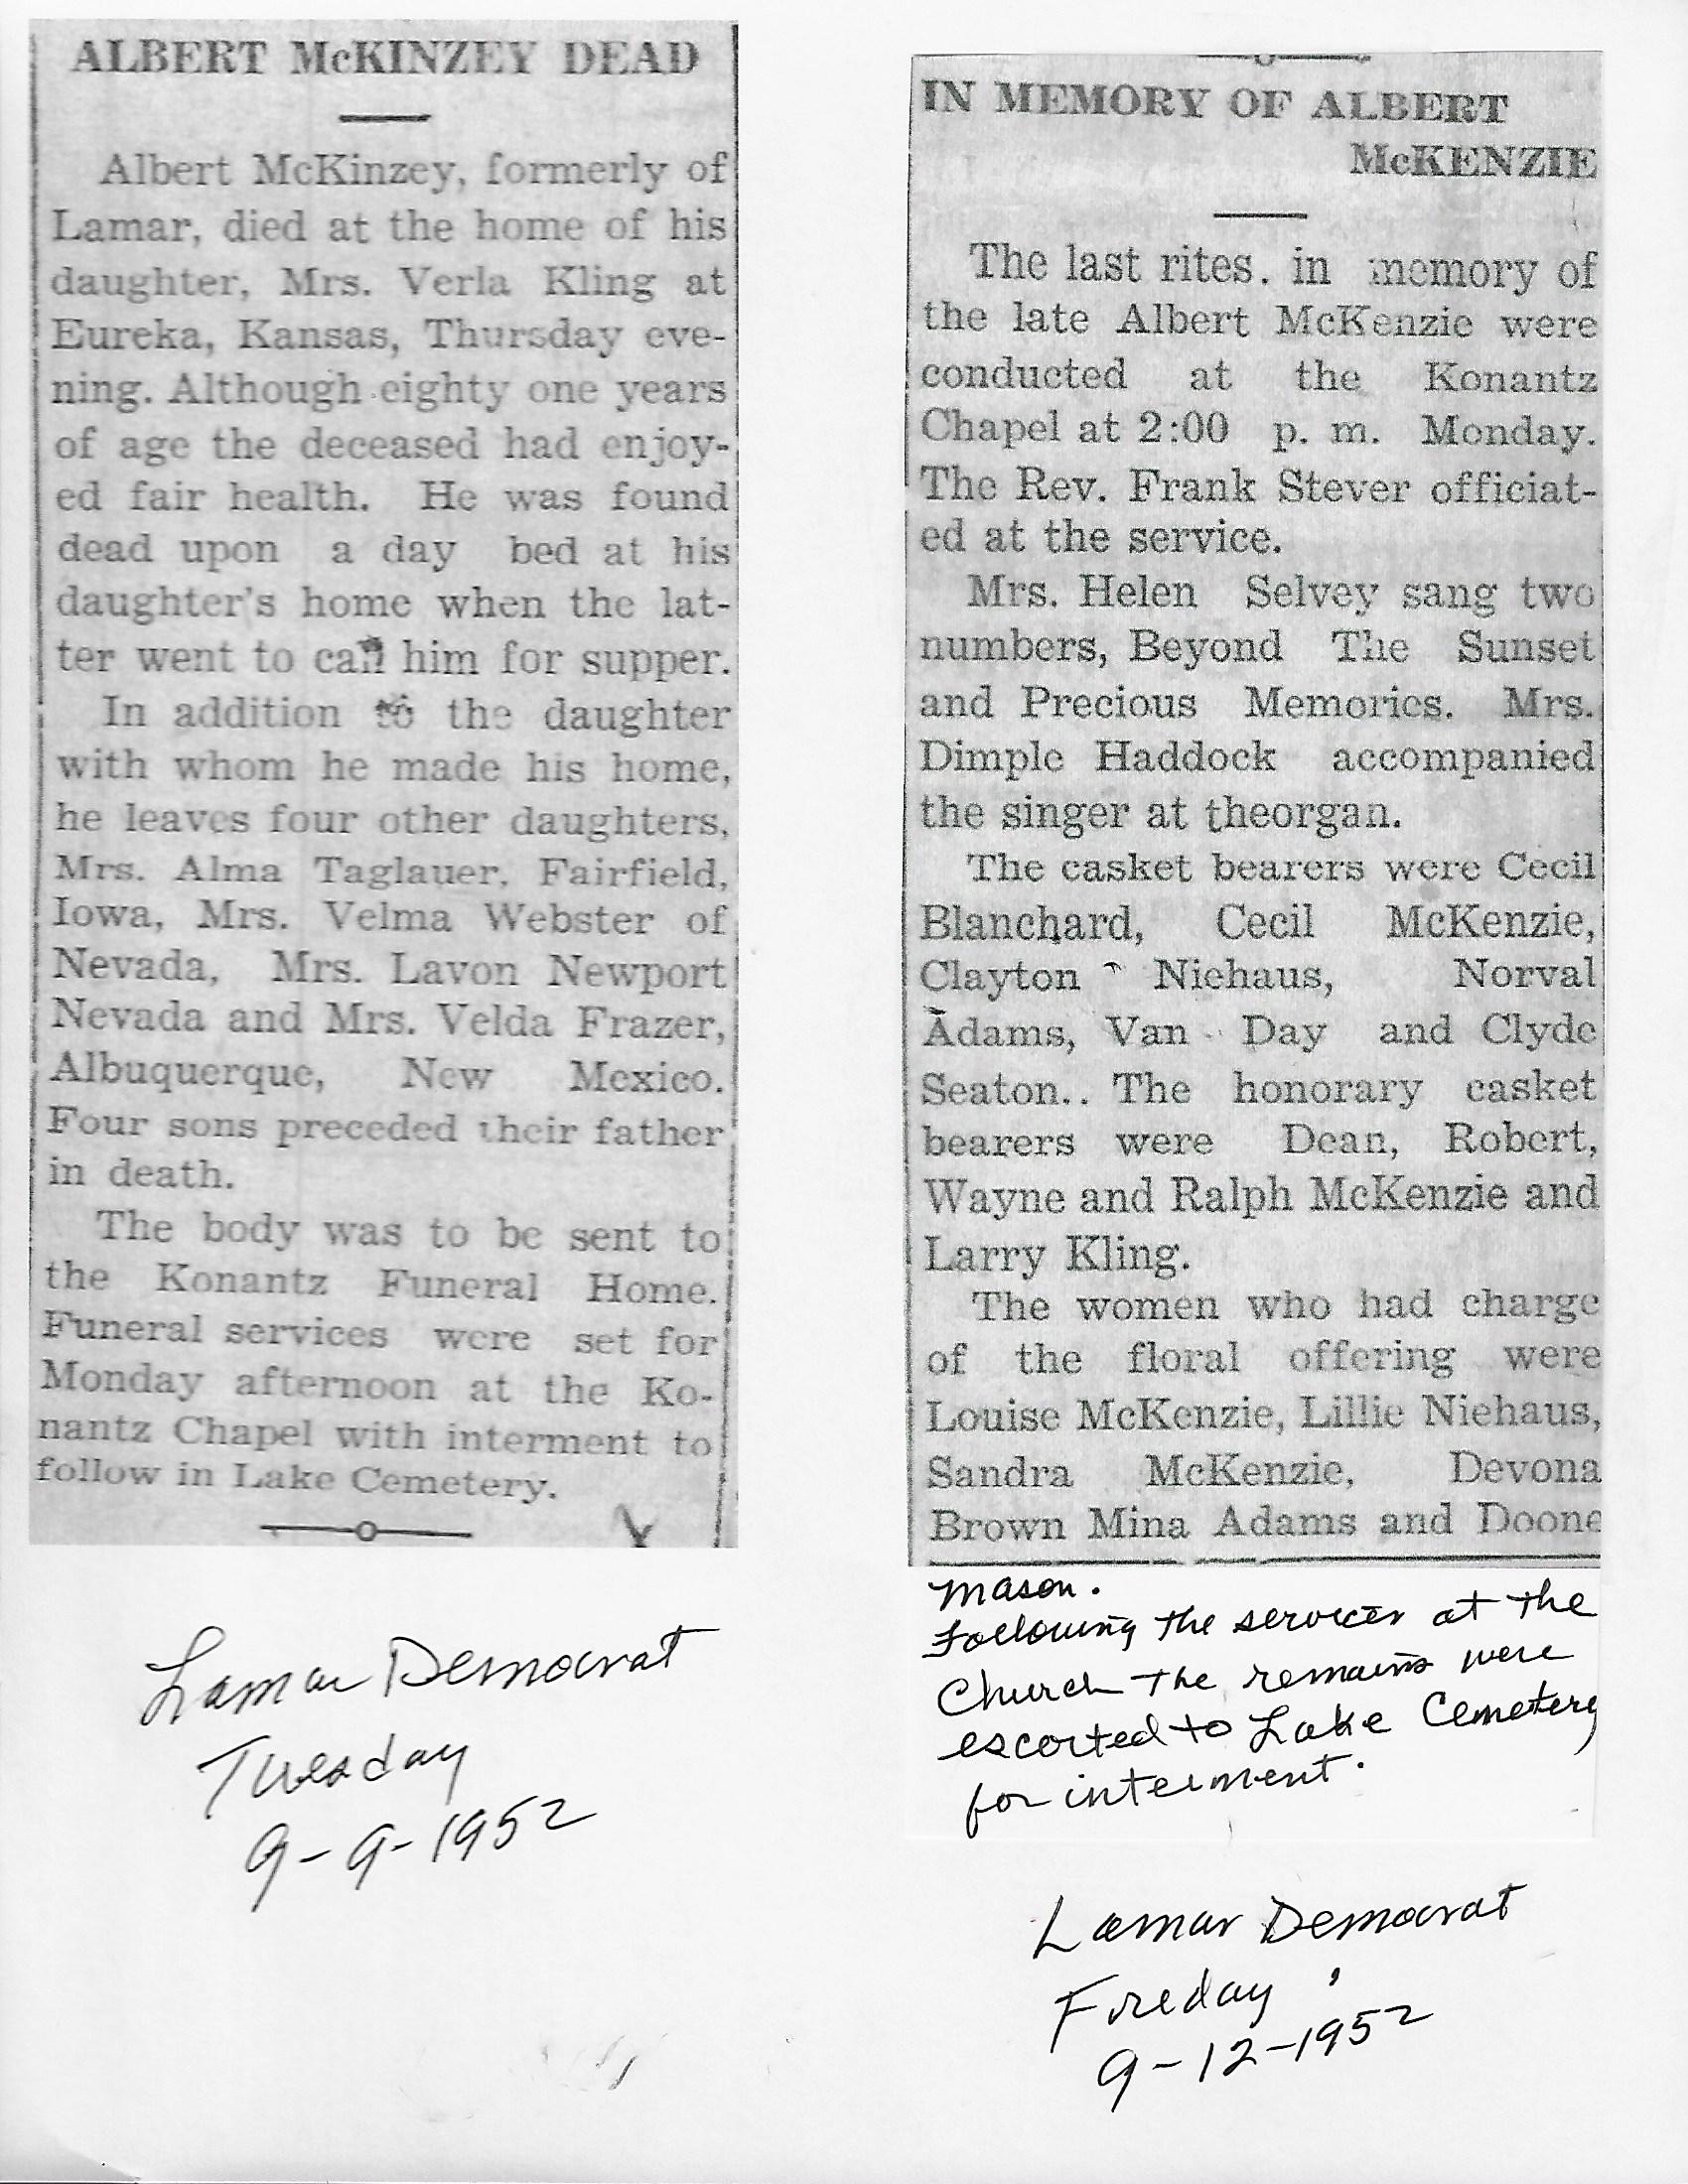 ALBERT McKINZEY DEAD
Albert McKinzey, formerly of
Lamar, died at the home of his
daughter, Mrs. Verla Kling at
Eureka, Kansas, Thursday eve-
ning. Although eighty one years
of age the deceased had enjoy-
ed fair health. He was found
dead upon a day bed at his
daughter's home when the lat-
ter went to call him for supper.
In addition to the daughter
with whom he made his home,
he leaves four other daughters,
Mrs. Alma Taglauer, Fairfield,
Iowa, Mrs. Velma Webster of
Nevada, Mrs. Lavon Newport
Nevada and Mrs. Velda Frazer,
Albuquerque, New Mexico.
Four sons preceded their father
in death.
The body was to be sent to
the Konantz Funeral Home.
Funeral services were set for
Monday afternoon at the Ko-
nantz Chapel with interment to
follow in Lake Cemetery.
Lamar Democrat
Tuesday
9-9-1952
IN MEMORY OF ALBERT
McKENZIE
The last rites. in memory of
the late Albert McKenzie were
conducted at the Konantz
Chapel at 2:00 p. m. Monday.
The Rev. Frank Stever officiat-
ed at the service.
Mrs. Helen Selvey sang two
numbers, Beyond The Sunset
and Precious Memories. Mrs.
Dimple Haddock accompanied
the singer at theorgan.
The casket bearers were Cecil
Blanchard, Cecil McKenzie,
Clayton Niehaus, Norval
Adams, Van Day and Clyde
Seaton.. The honorary casket
bearers were Dean, Robert,
Wayne and Ralph McKenzie and
Larry Kling.
The women who had charge
of the floral offering were
Louise McKenzie, Lillie Niehaus,
Sandra McKenzie, Devona
Brown Mina Adams and Doone
Mason.
Following the services at the
Church the remains were
escorted to Lake Cemetery
for interment.
Lamar Democrat
Freday
9-12-1952